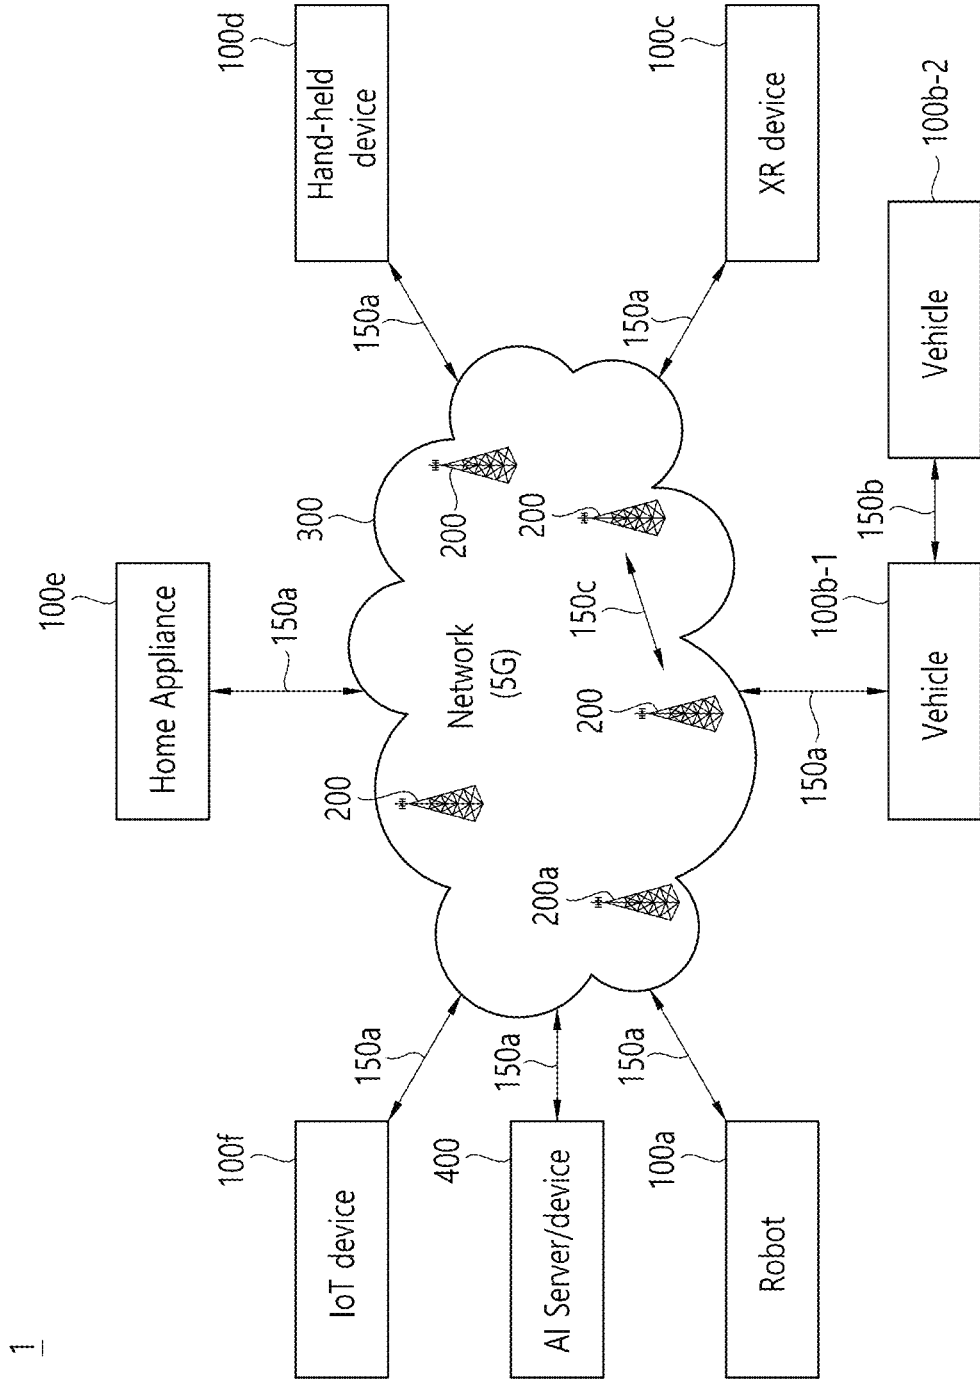 1
100e
Home Appliance
150a
100f
IoT device
150a
300
100d
Hand-held
device
150a
200
200
Network
(5G)
400
AI Server/device
150a
200a
200
200
150c
100a
Robot
150a
100c
XR device
150a
150a
100b-1
Vehicle
150b
100b-2
Vehicle